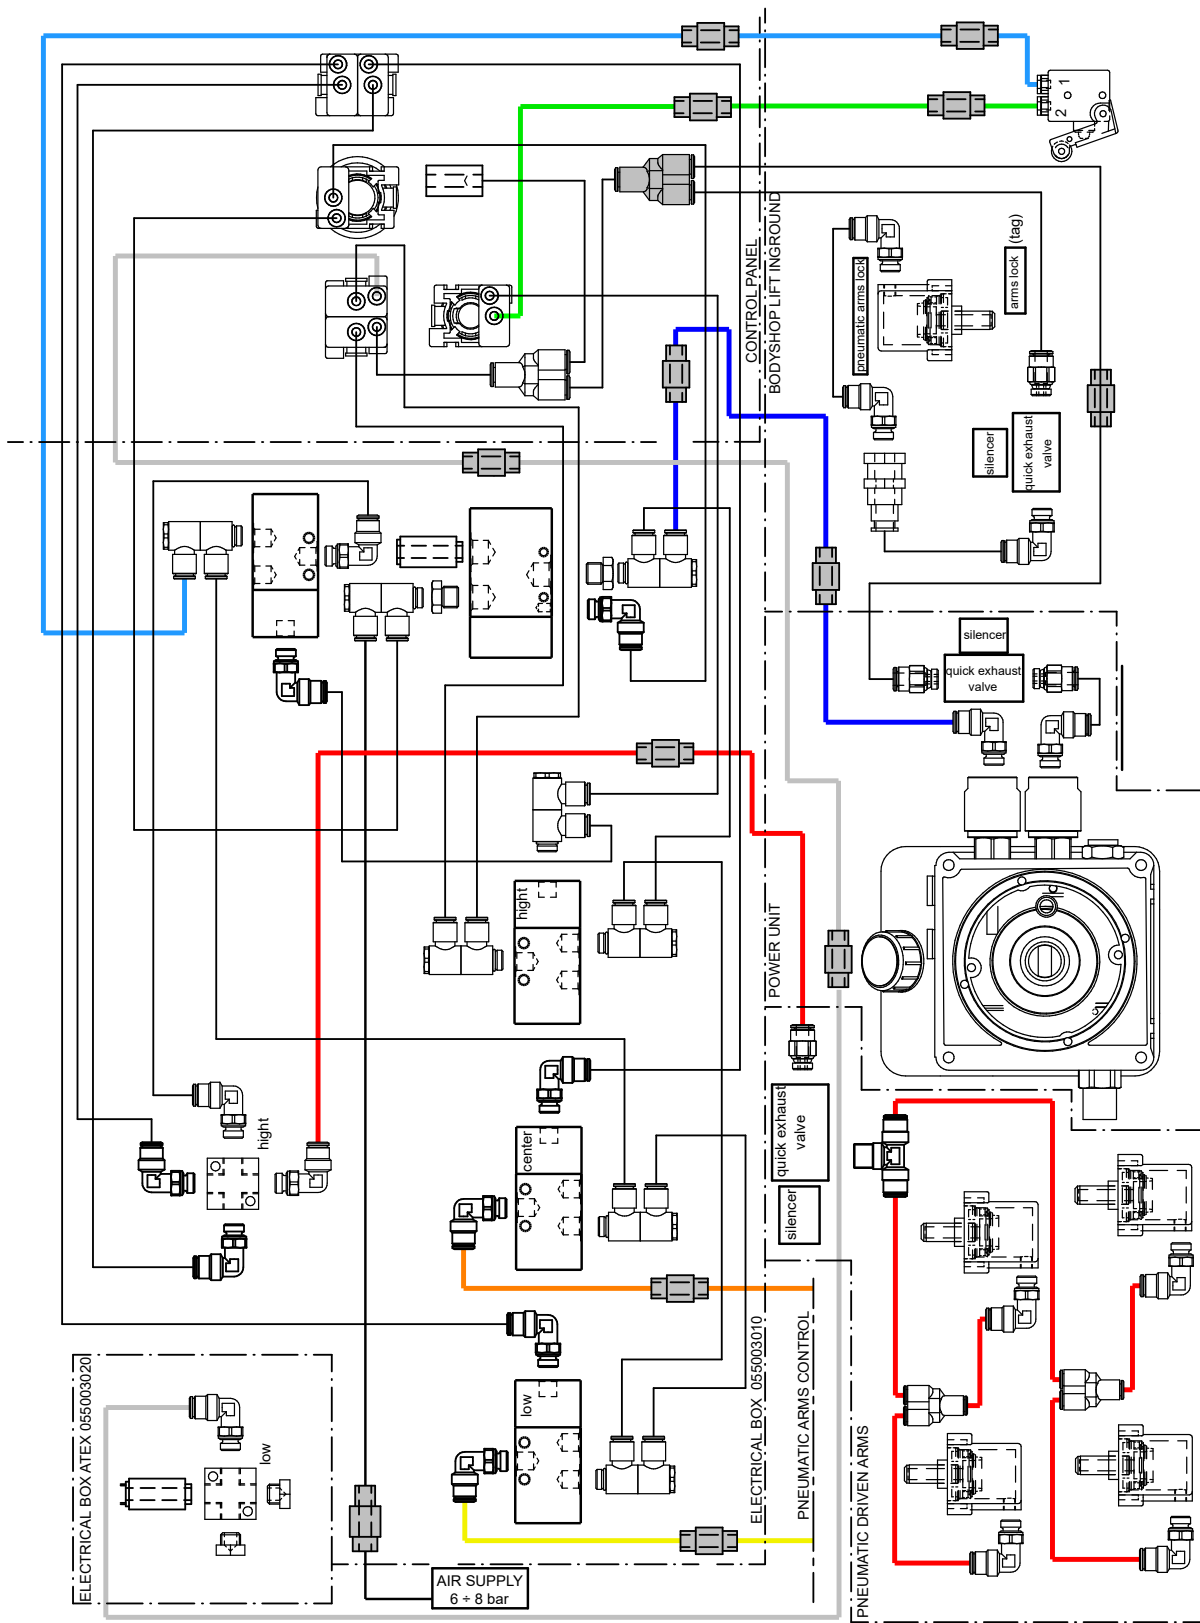 1
2
CONTROL PANEL
BODYSHOP LIFT INGROUND
pneumatic arms lock
arms lock
(tag)
silencer
quick exhaust
valve
silencer
quick exhaust
valve
hight
POWER UNIT
hight
center
quick exhaust
valve
silencer
low
ELECTRICAL BOX 055003010
PNEUMATIC ARMS CONTROL
PNEUMATIC DRIVEN ARMS
ELECTRICAL BOX ATEX 055003020
low
AIR SUPPLY
6 ÷ 8 bar